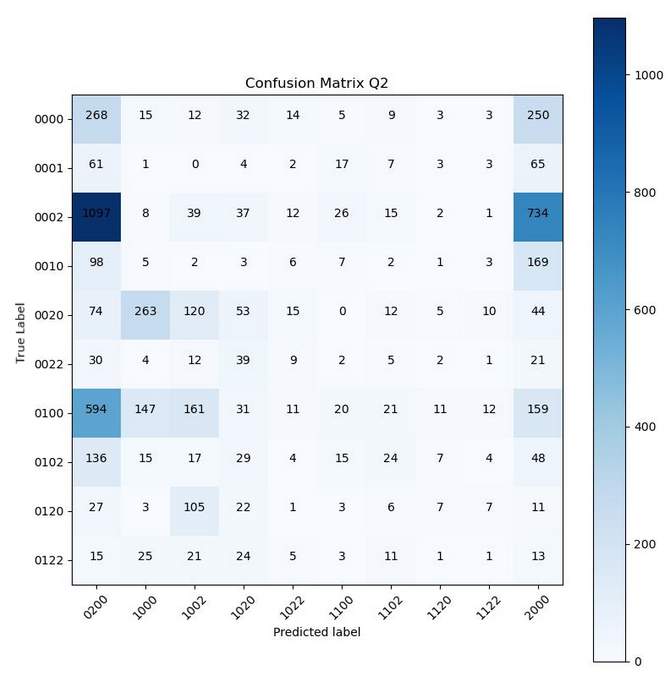 Confusion Matrix Q2
1000
0000 268 15 12 32 14 5 9 3 3 250
0001 61 1 0 4 2 17 7 3 3 65
800
0002 1097 8 39 37 12 26 15 2 1 734
0010 98 5 2 3 6 7 2 1 3 169
600
0020 74 263 120 53 15 0 12 5 10 44
True Label
0022 30 4 12 39 9 2 5 2 1 21
400
0100 594 147 161 31 11 20 21 11 12 159
0102 136 15 17 29 4 15 24 7 4 48
0120 27 3 105 22 1 3 6 7 7 11
200
0122 15 25 21 24 5 3 11 1 1 13
0200 1000 1002 1020 1022 1100 1102 1120 1122 2000
Predicted label
0